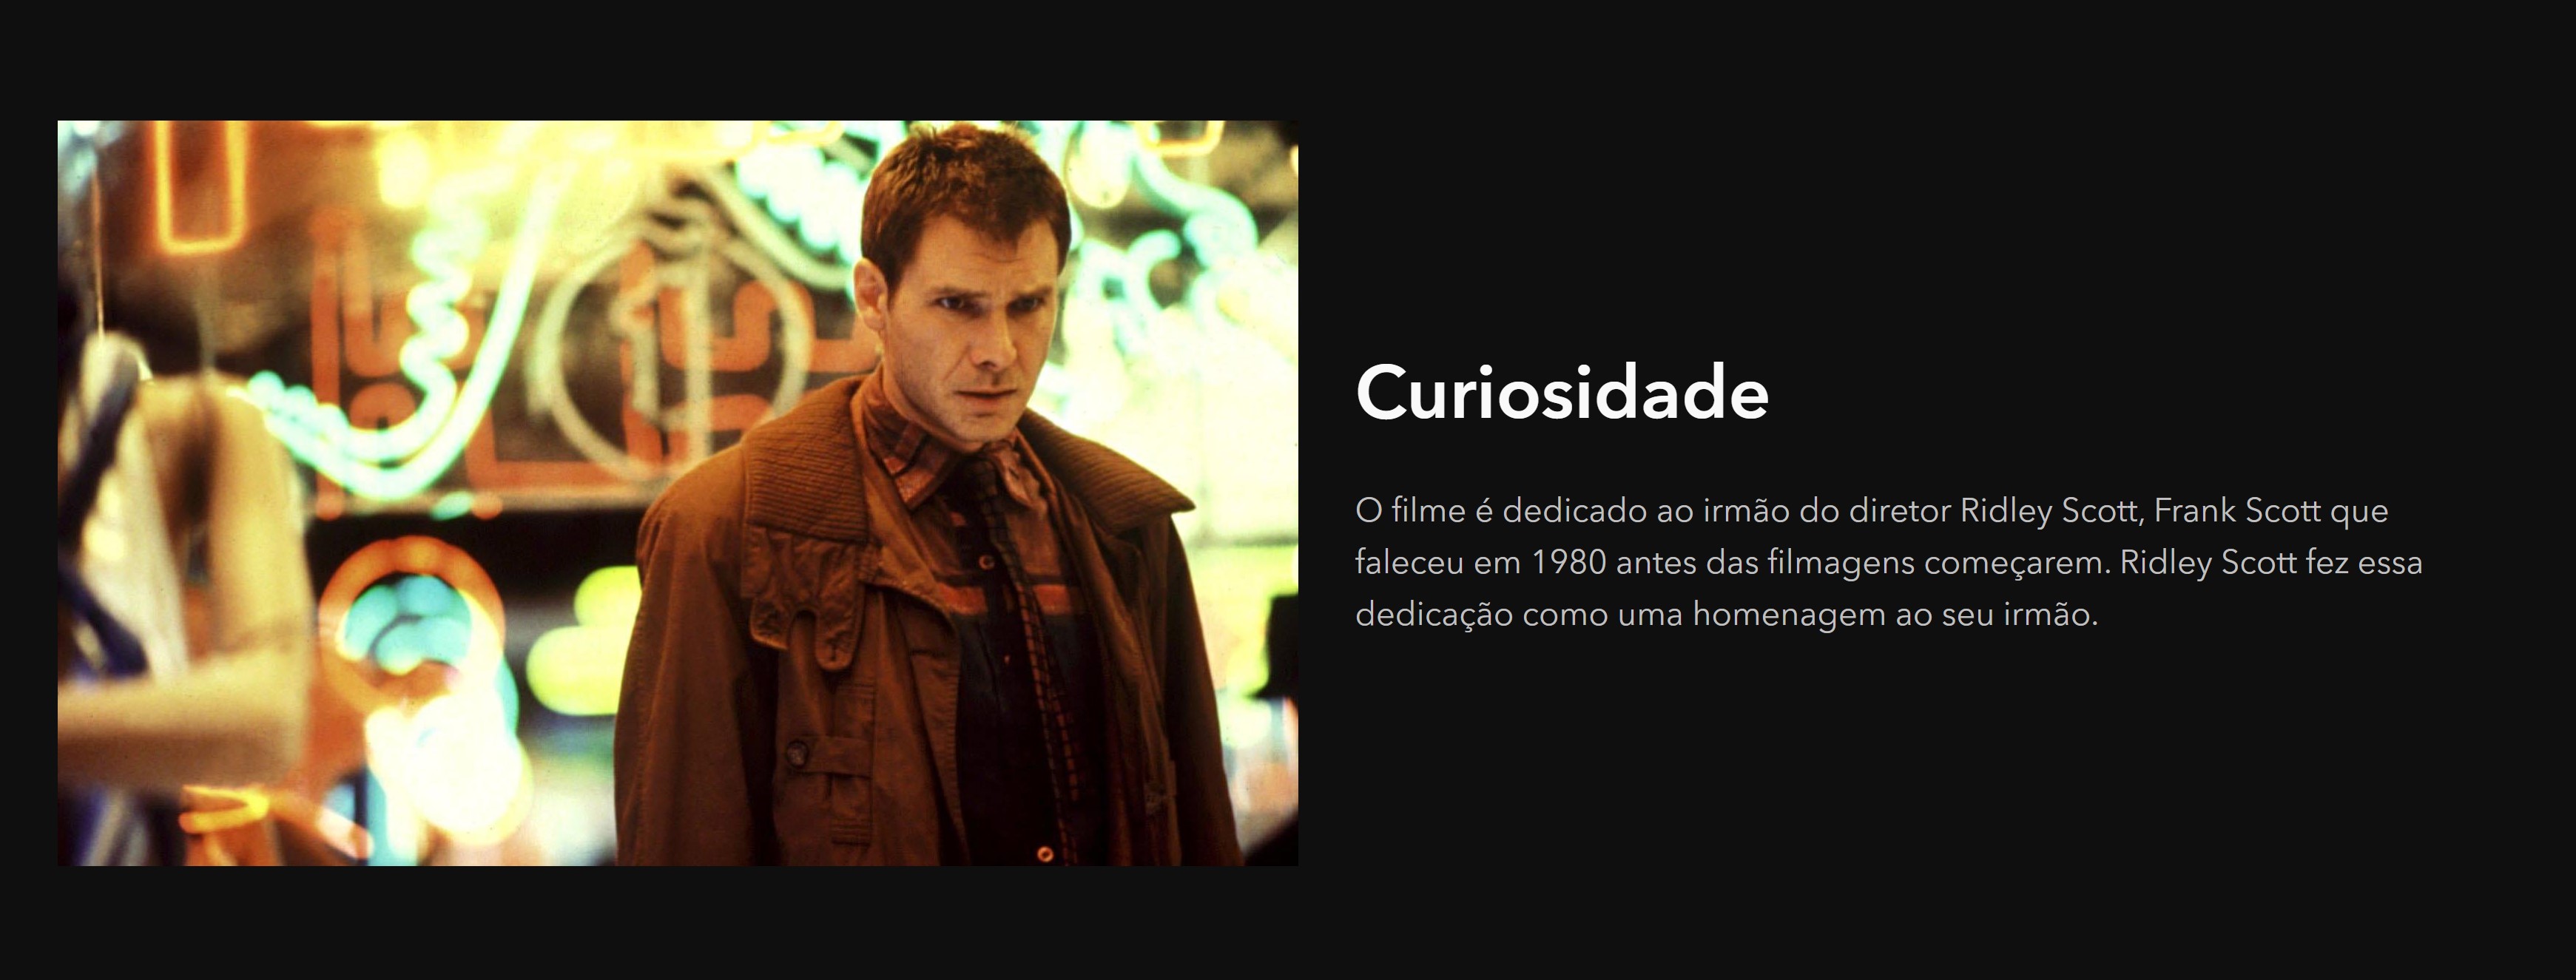 Curiosidade
O filme é dedicado ao irmão do diretor Ridley Scott, Frank Scott que
faleceu em 1980 antes das filmagens começarem. Ridley Scott fez essa
dedicação como uma homenagem ao seu irmão.